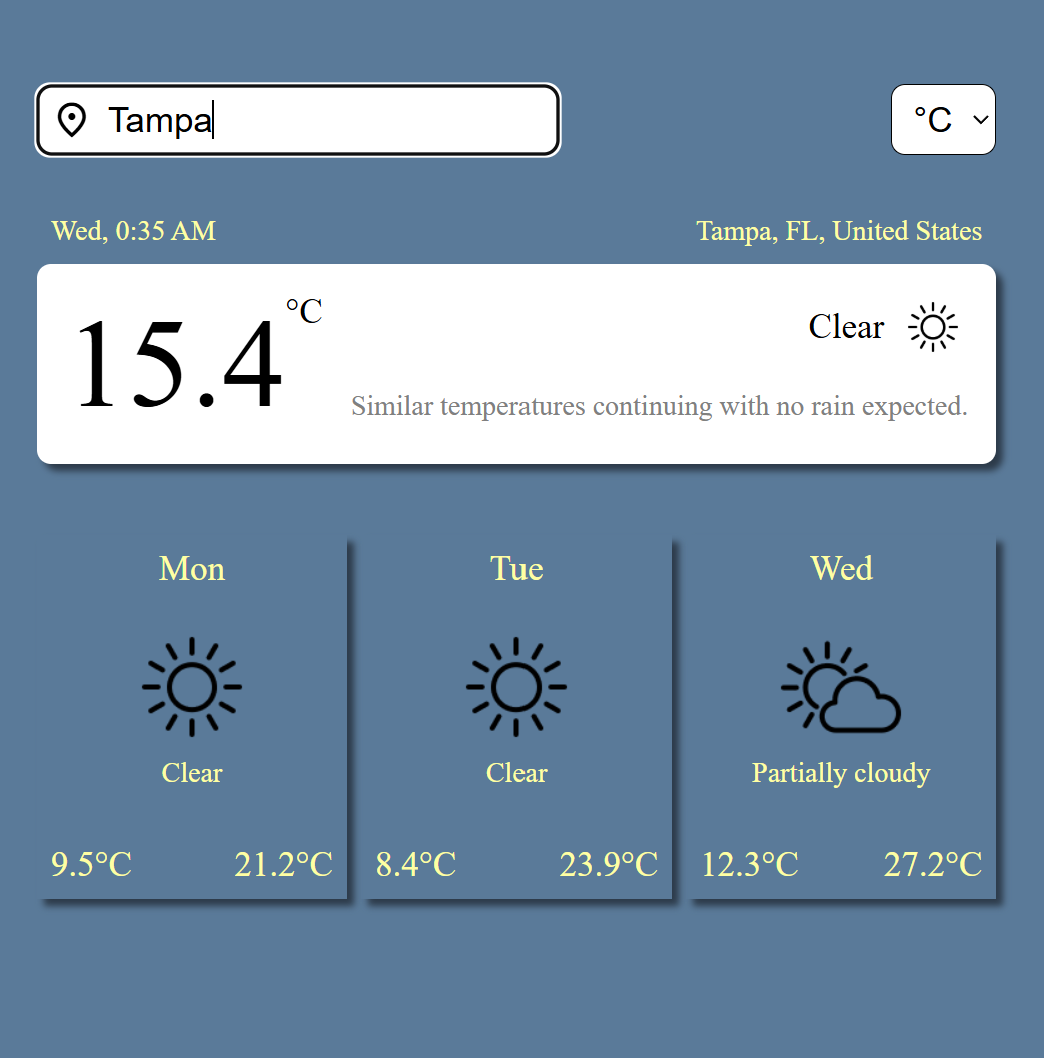 Tampa
°C
Wed, 0:35 AM
Tampa, FL, United States
15.4 °C
Clear
Similar temperatures continuing with no rain expected.
Mon
Clear
9.5°C 21.2°C
Tue
Clear
8.4°C 23.9°C
Wed
Partially cloudy
12.3°C 27.2°C